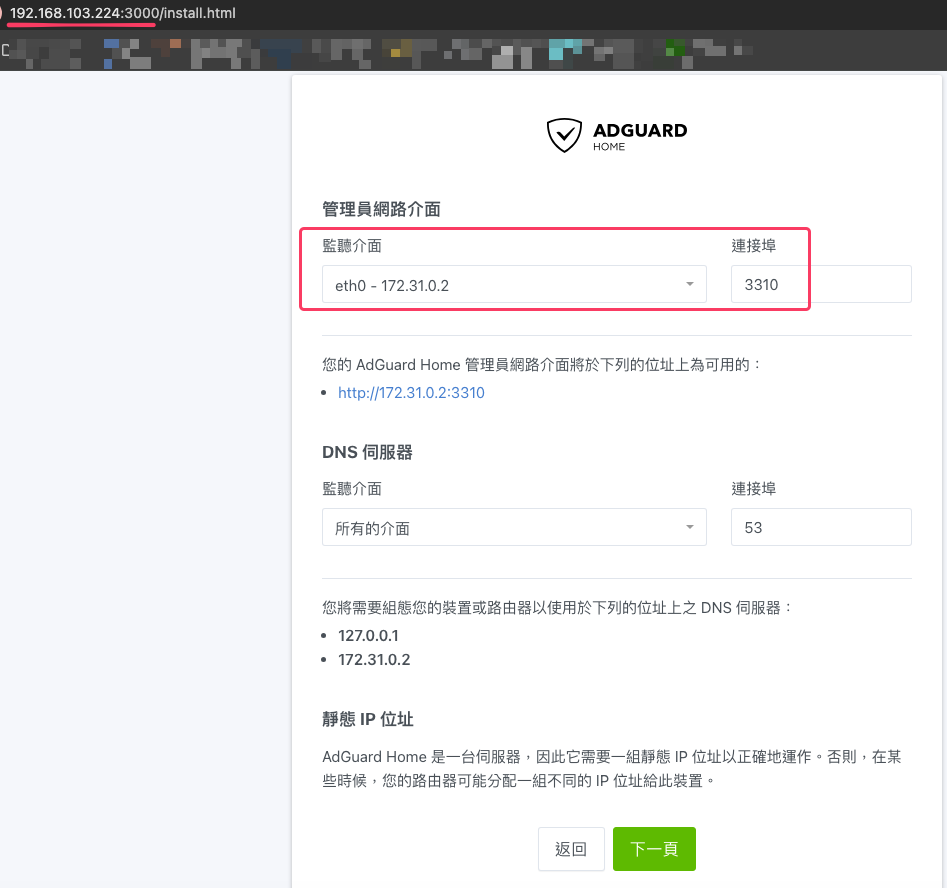 192.168.103.224:3000/install.html
ADGUARD
HOME
管理員網路介面
監聽介面 連接埠
eth0 - 172.31.0.2 3310
您的 AdGuard Home 管理員網路介面將於下列的位址上為可用的：
• http://172.31.0.2:3310
DNS 伺服器
監聽介面 連接埠
所有的介面 53
您將需要組態您的裝置或路由器以使用於下列的位址上之 DNS 伺服器：
• 127.0.0.1
• 172.31.0.2
靜態 IP 位址
AdGuard Home 是一台伺服器，因此它需要一組靜態 IP 位址以正確地運作。否則，在某
些時候，您的路由器可能分配一組不同的 IP 位址給此裝置。
返回 下一頁